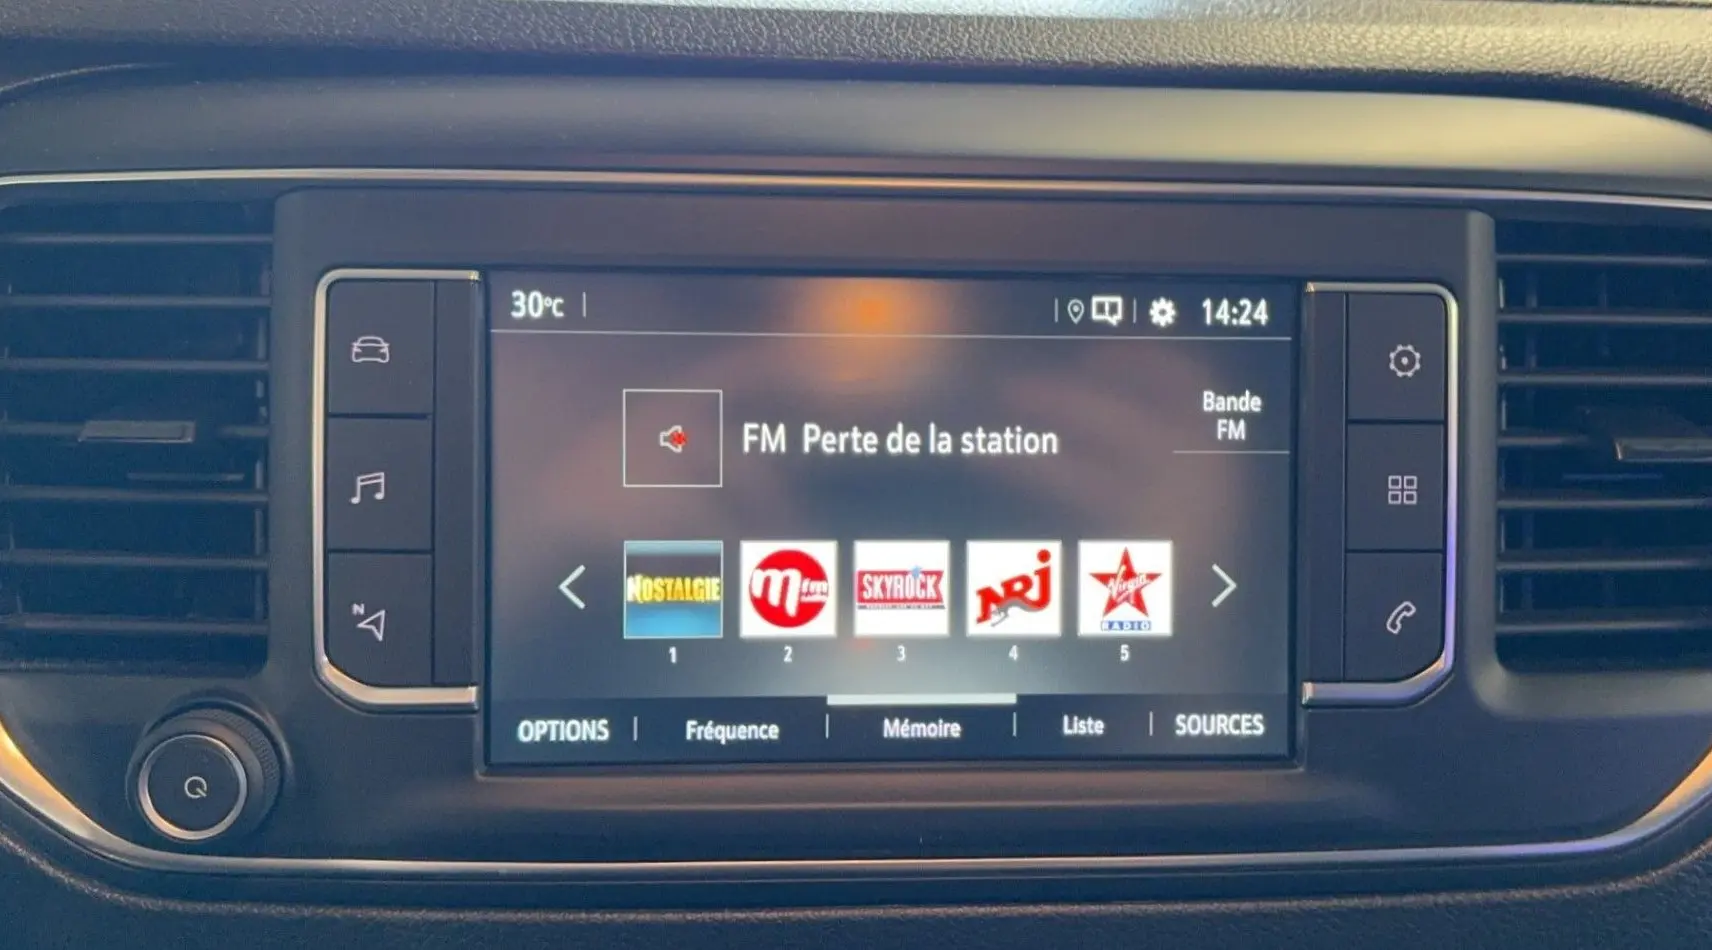 30°C
14:24
Bande
FM
FM Perte de la station
NOSTALGIE
mfm
SKYROCK
NRJ
Virgin
RADIO
1
2
3
4
5
OPTIONS
Fréquence
Mémoire
Liste
SOURCES
N